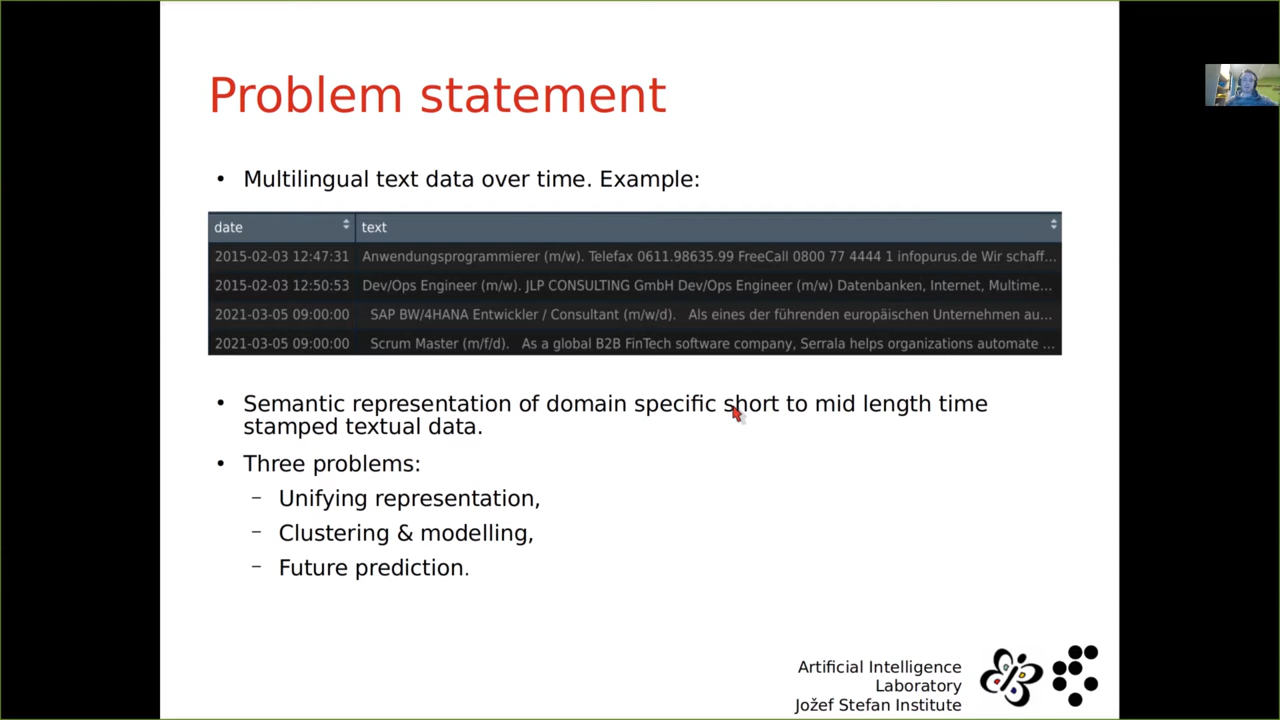 Problem statement
• Multilingual text data over time. Example:
date text
2015-02-03 12:47:31 Anwendungsprogrammierer (m/w). Telefax 0611.98635.99 FreeCall 0800 77 4444 1 infopurus.de Wir schaff...
2015-02-03 12:50:53 Dev/Ops Engineer (m/w). JLP CONSULTING GmbH Dev/Ops Engineer (m/w) Datenbanken, Internet, Multime...
2021-03-05 09:00:00 SAP BW/4HANA Entwickler / Consultant (m/w/d). Als eines der führenden europäischen Unternehmen au...
2021-03-05 09:00:00 Scrum Master (m/f/d). As a global B2B FinTech software company, Serrala helps organizations automate ...
• Semantic representation of domain specific short to mid length time
stamped textual data.
• Three problems:
– Unifying representation,
– Clustering & modelling,
– Future prediction.
Artificial Intelligence
Laboratory
Jožef Stefan Institute